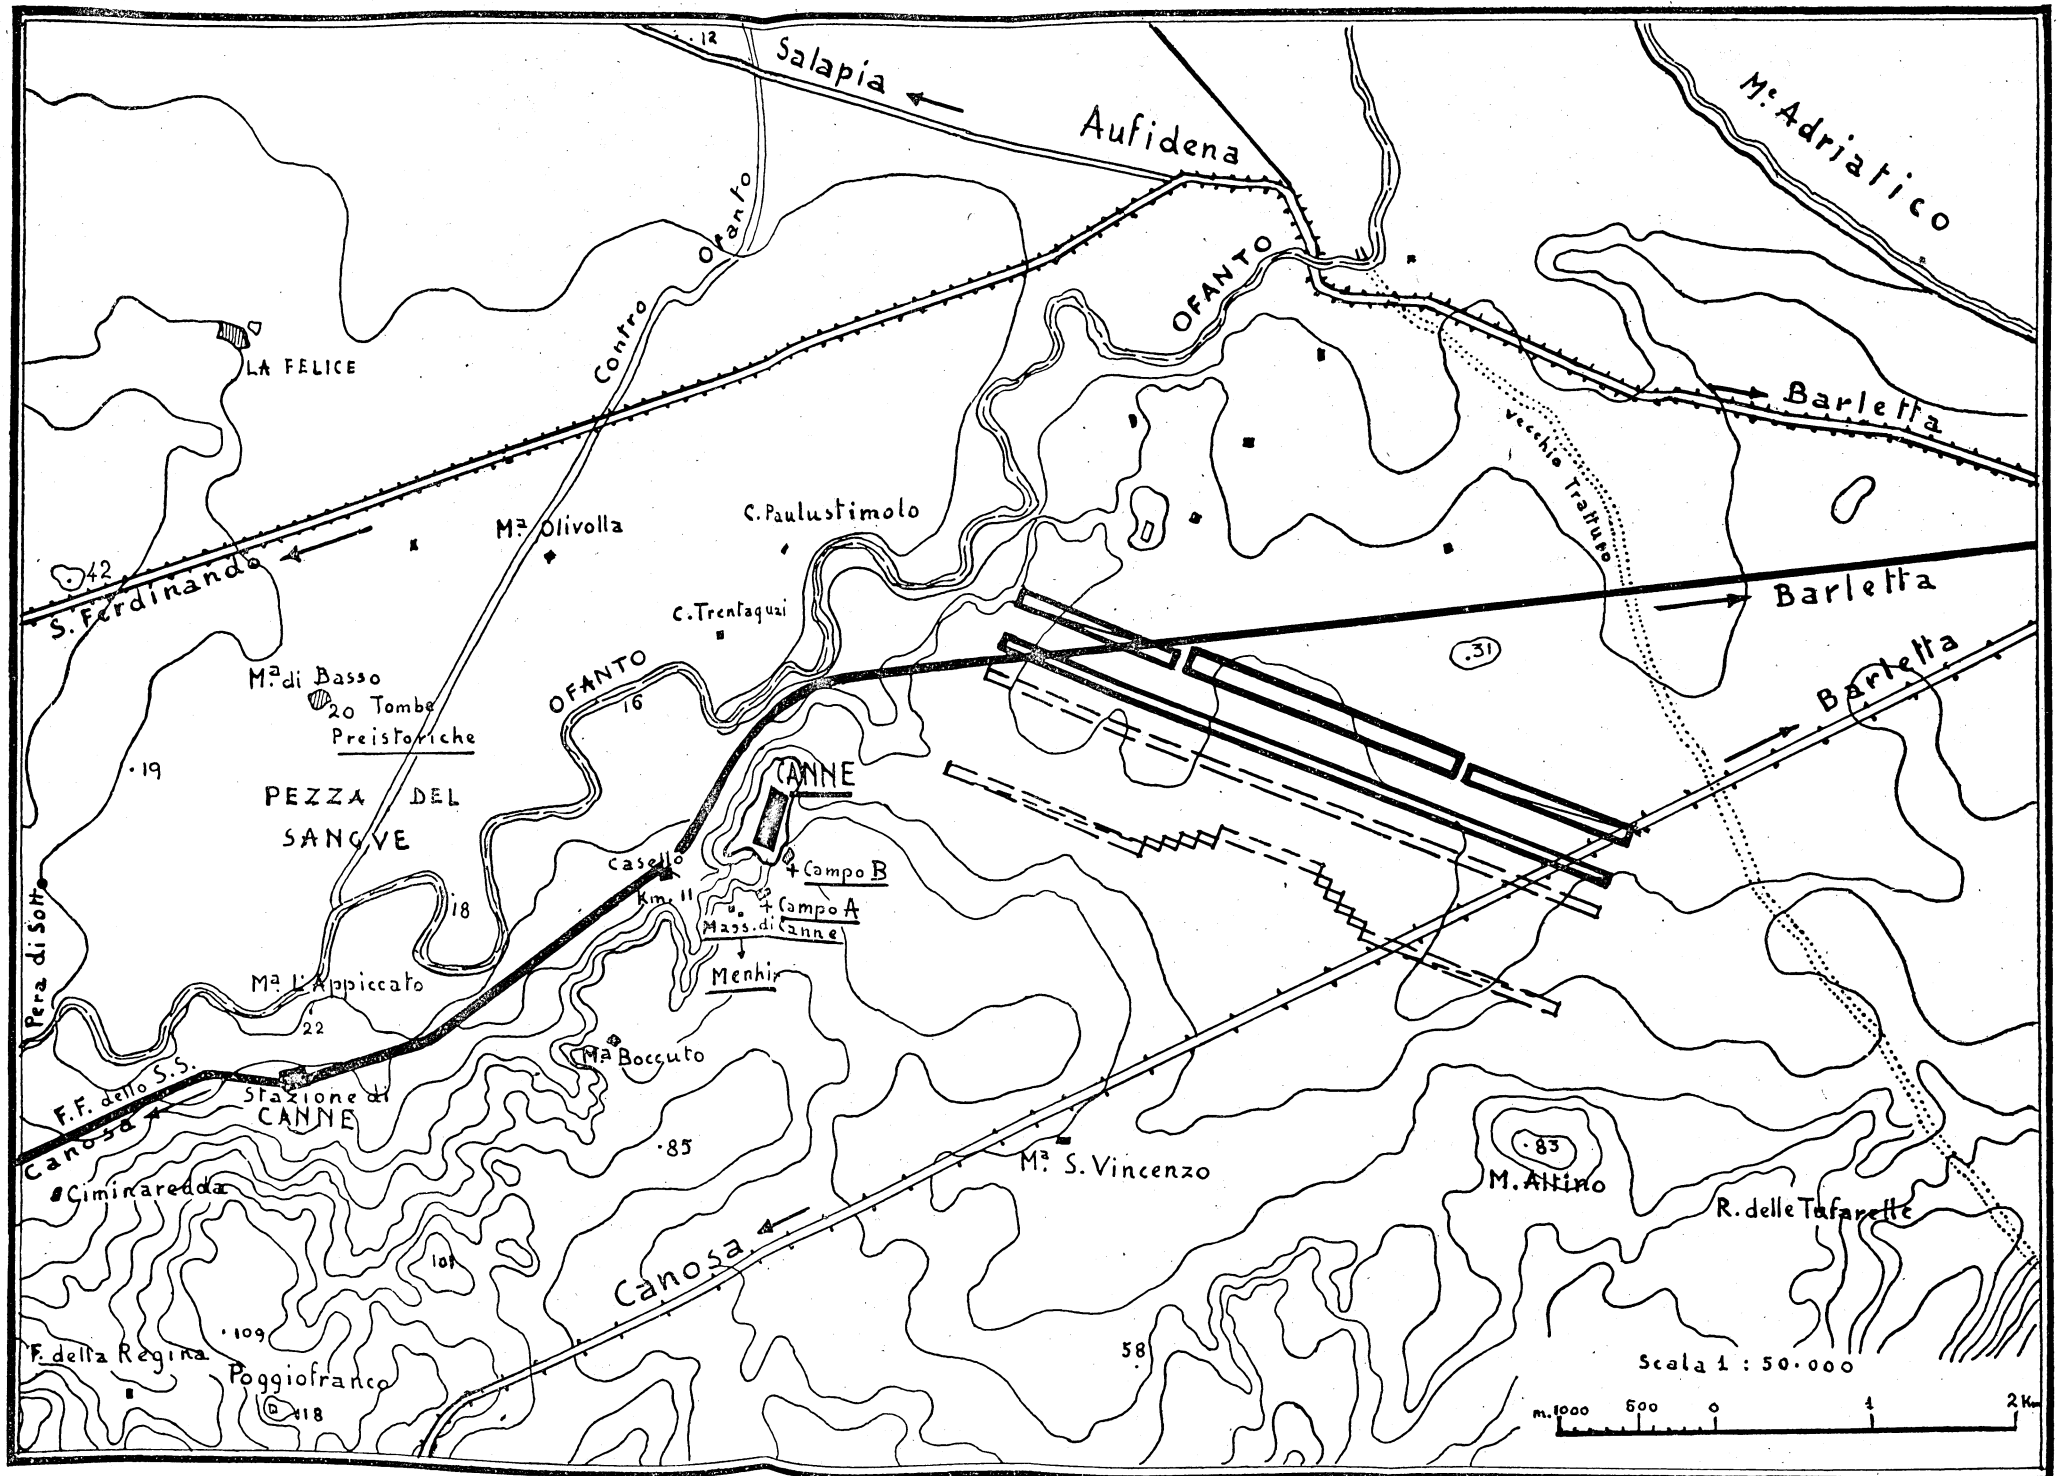 . 12
Salapia
Aufidena
M.e Adriatico
Contro Ofanto
OFANTO
LA FELICE
Barletta
Vecchio Tratturo
Mª. Olivolla
C. Paulustimolo
. 42
S. Ferdinando
Barletta
C. Trentaquai
. 31
Barletta
OFANTO
16
Mª. di Basso
20 Tombe
Preistoriche
. 19
PEZZA DEL
SANGVE
CANNE
Casello
Km. 11
+ Campo B
+ Campo A
Mass. di Canne
Menhir
18
Pera di Sotto
Mª. L'Appiccato
22
Mª Boccuto
F.F. dello S.S.
Canosa
Stazione di
CANNE
. 85
Ciminaredda
Mª. S. Vincenzo
. 83
M. Altino
R. delle Tufarelle
101
Canosa
. 109
F. della Regina
Poggiofranco
118
58
Scala 1 : 50.000
m. 1000 500 0 1 2 Km